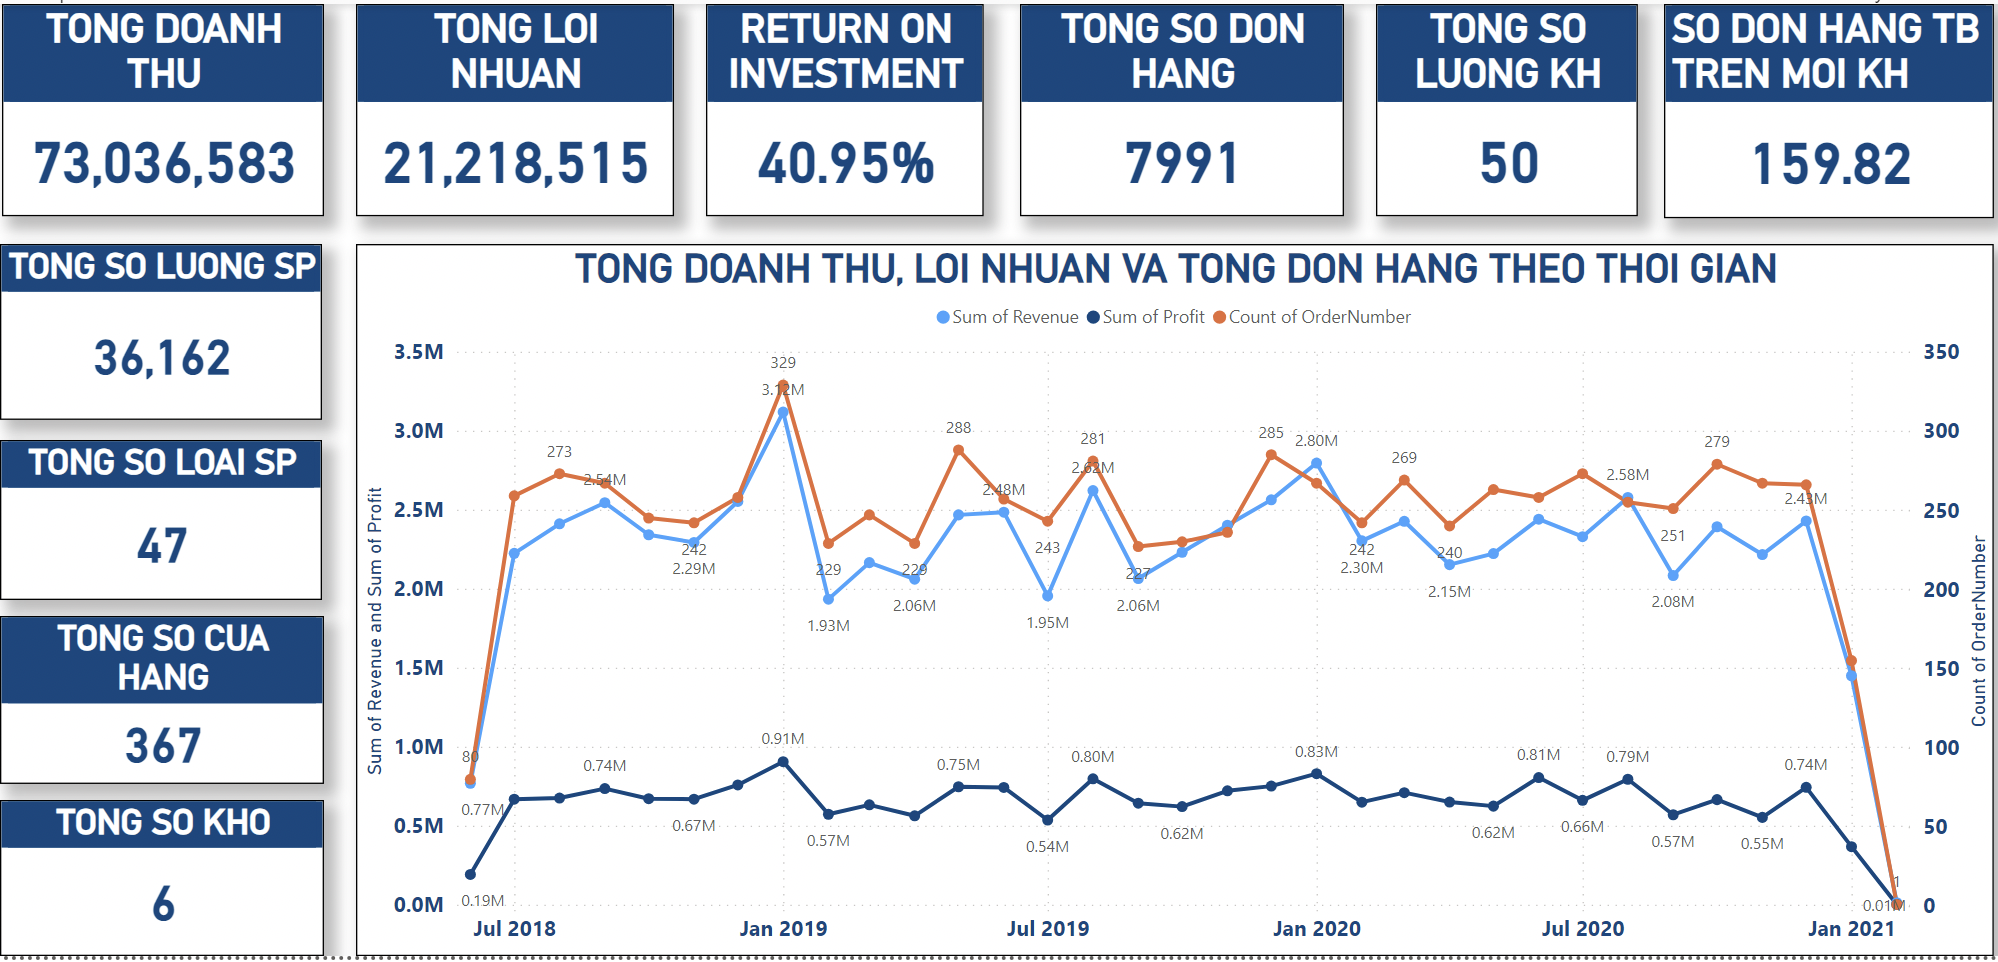 TONG DOANH
THU
73,036,583
TONG LOI
NHUAN
21,218,515
RETURN ON
INVESTMENT
40.95%
TONG SO DON
HANG
7991
TONG SO
LUONG KH
50
SO DON HANG TB
TREN MOI KH
159.82
TONG SO LUONG SP
36,162
TONG SO LOAI SP
47
TONG SO CUA
HANG
367
TONG SO KHO
6
TONG DOANH THU, LOI NHUAN VA TONG DON HANG THEO THOI GIAN
Sum of Revenue Sum of Profit Count of OrderNumber
Sum of Revenue and Sum of Profit
3.5M
3.0M
2.5M
2.0M
1.5M
1.0M
0.5M
0.0M
80
273
242
329
229
229
288
243
281
227
285
242
269
240
251
279
1
0.77M
2.54M
2.29M
3.12M
1.93M
2.06M
2.48M
1.95M
2.62M
2.06M
2.80M
2.30M
2.15M
2.58M
2.08M
2.43M
0.01M
0.19M
0.74M
0.67M
0.91M
0.57M
0.75M
0.54M
0.80M
0.62M
0.83M
0.62M
0.81M
0.66M
0.79M
0.57M
0.55M
0.74M
350
300
250
200
150
100
50
0
Count of OrderNumber
Jul 2018
Jan 2019
Jul 2019
Jan 2020
Jul 2020
Jan 2021